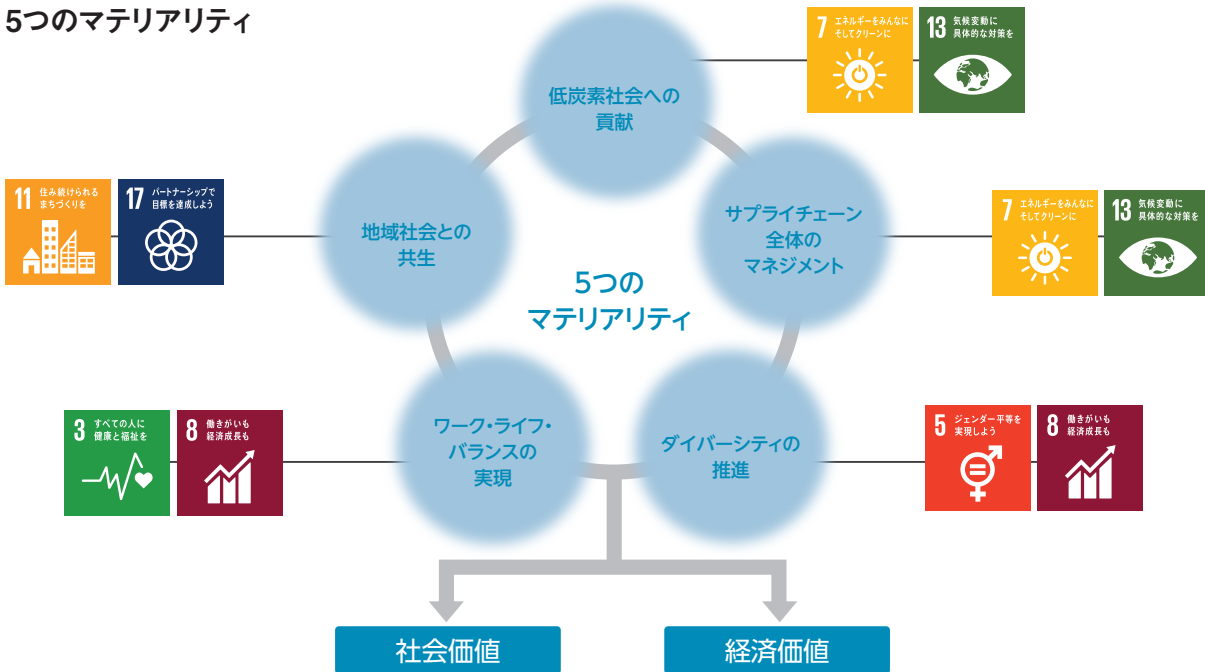 5つのマテリアリティ
7 エネルギーをみんなに
そしてクリーンに
13 気候変動に
具体的な対策を
低炭素社会への
貢献
11 住み続けられる
まちづくりを
17 パートナーシップで
目標を達成しよう
地域社会との
共生
サプライチェーン
全体の
マネジメント
7 エネルギーをみんなに
そしてクリーンに
13 気候変動に
具体的な対策を
5つの
マテリアリティ
3 すべての人に
健康と福祉を
8 働きがいも
経済成長も
ワーク・ライフ・
バランスの
実現
ダイバーシティの
推進
5 ジェンダー平等を
実現しよう
8 働きがいも
経済成長も
社会価値
経済価値